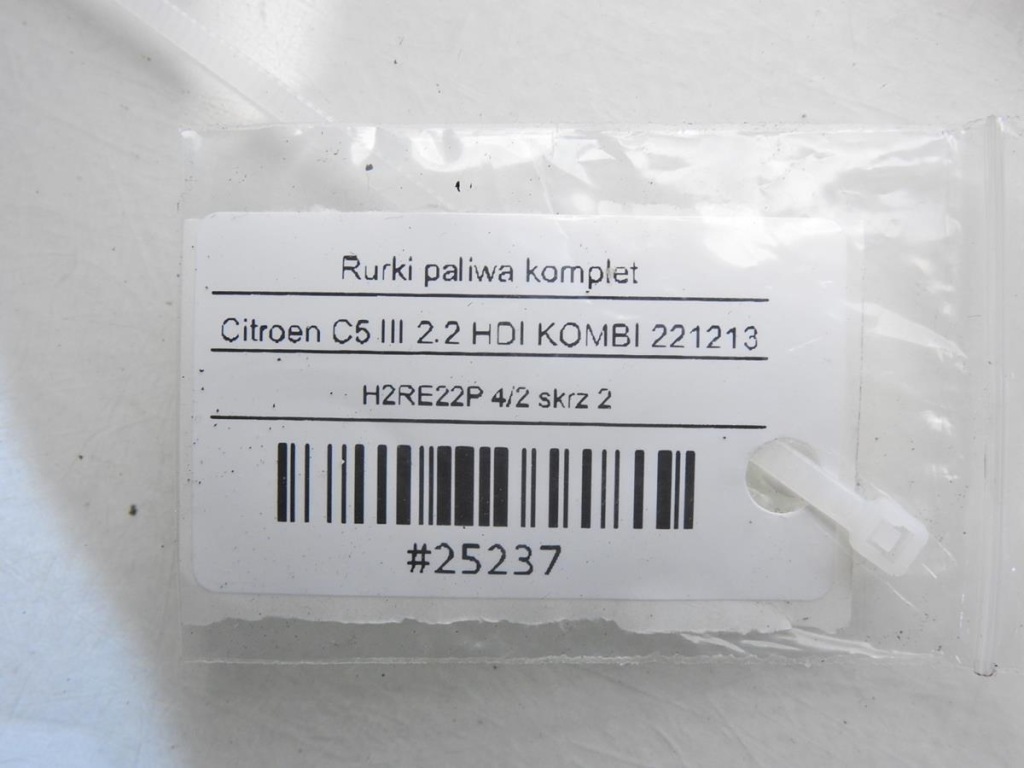 Rurki paliwa komplet
Citroen C5 III 2.2 HDI KOMBI 221213
H2RE22P 4/2 skrz 2
#25237